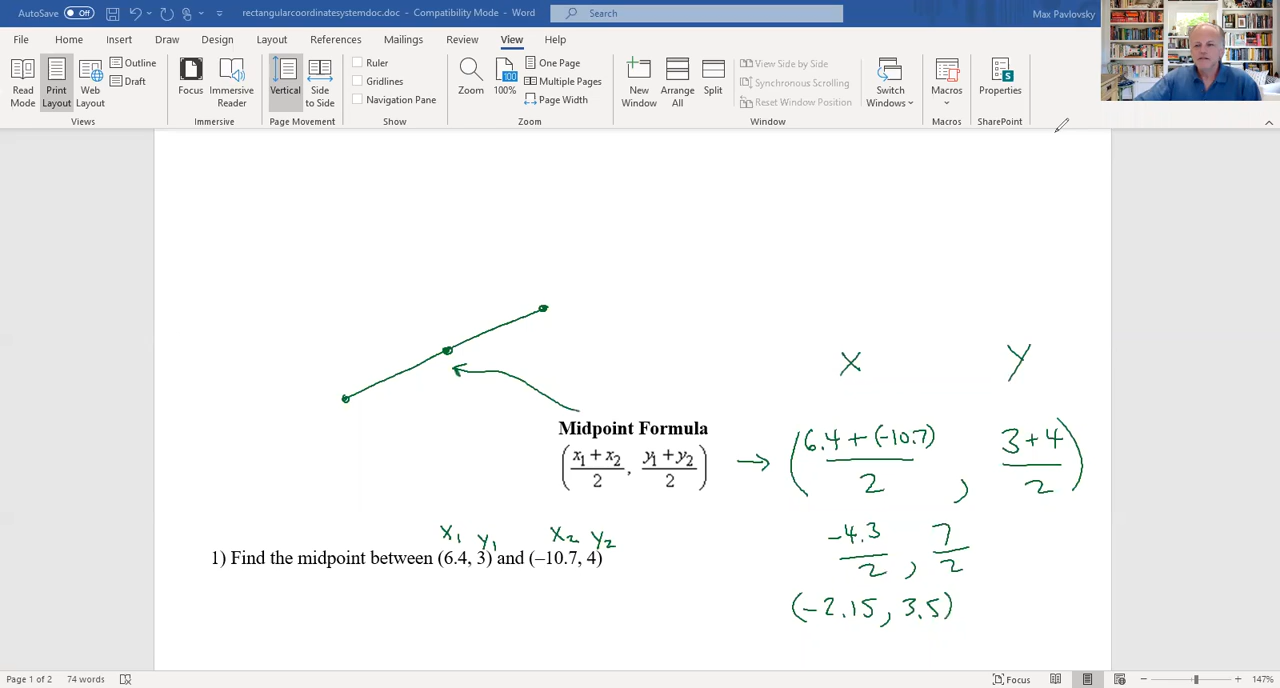 AutoSave Off rectangularcoordinatesystemdoc.doc - Compatibility Mode - Word Search Max Pavlovsky
File Home Insert Draw Design Layout References Mailings Review View Help
Read Mode Print Layout Web Layout Outline Draft Views
Focus Immersive Reader Immersive
Vertical Side to Side Page Movement
Ruler Gridlines Navigation Pane Show
Zoom 100% One Page Multiple Pages Page Width Zoom
New Window Arrange All Split View Side by Side Synchronous Scrolling Reset Window Position Switch Windows Window
Macros Macros
Properties SharePoint
X Y
Midpoint Formula
(x₁ + x₂ / 2, y₁ + y₂ / 2) → (6.4 + (-10.7) / 2, 3 + 4 / 2)
X₁ Y₁ X₂ Y₂
-4.3 / 2, 7 / 2
1) Find the midpoint between (6.4, 3) and (–10.7, 4)
(-2.15, 3.5)
Page 1 of 2 74 words Focus 147%